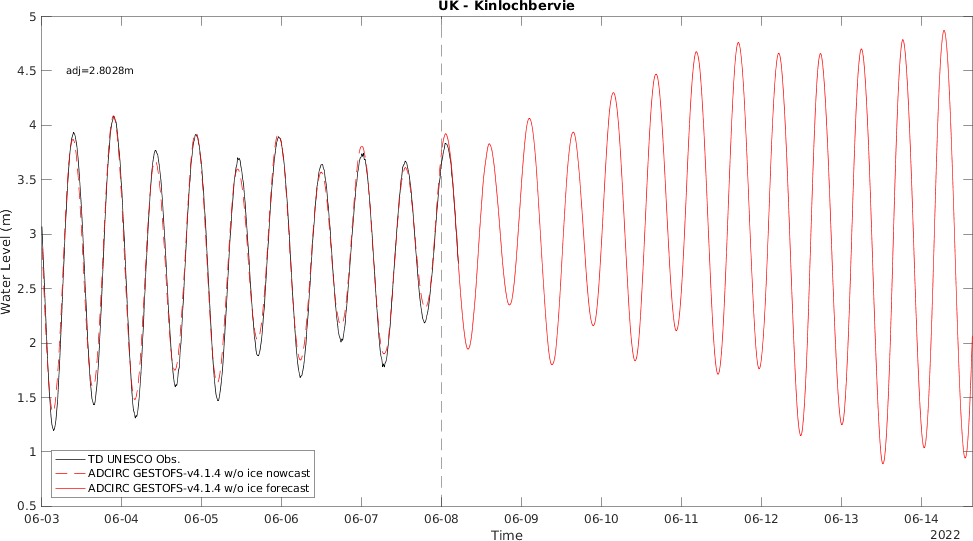 UK - Kinlochbervie
5
4.5
4
3.5
3
2.5
2
1.5
1
0.5
Water Level (m)
adj=2.8028m
TD UNESCO Obs.
ADCIRC GESTOFS-v4.1.4 w/o ice nowcast
ADCIRC GESTOFS-v4.1.4 w/o ice forecast
06-03 06-04 06-05 06-06 06-07 06-08 06-09 06-10 06-11 06-12 06-13 06-14
2022
Time